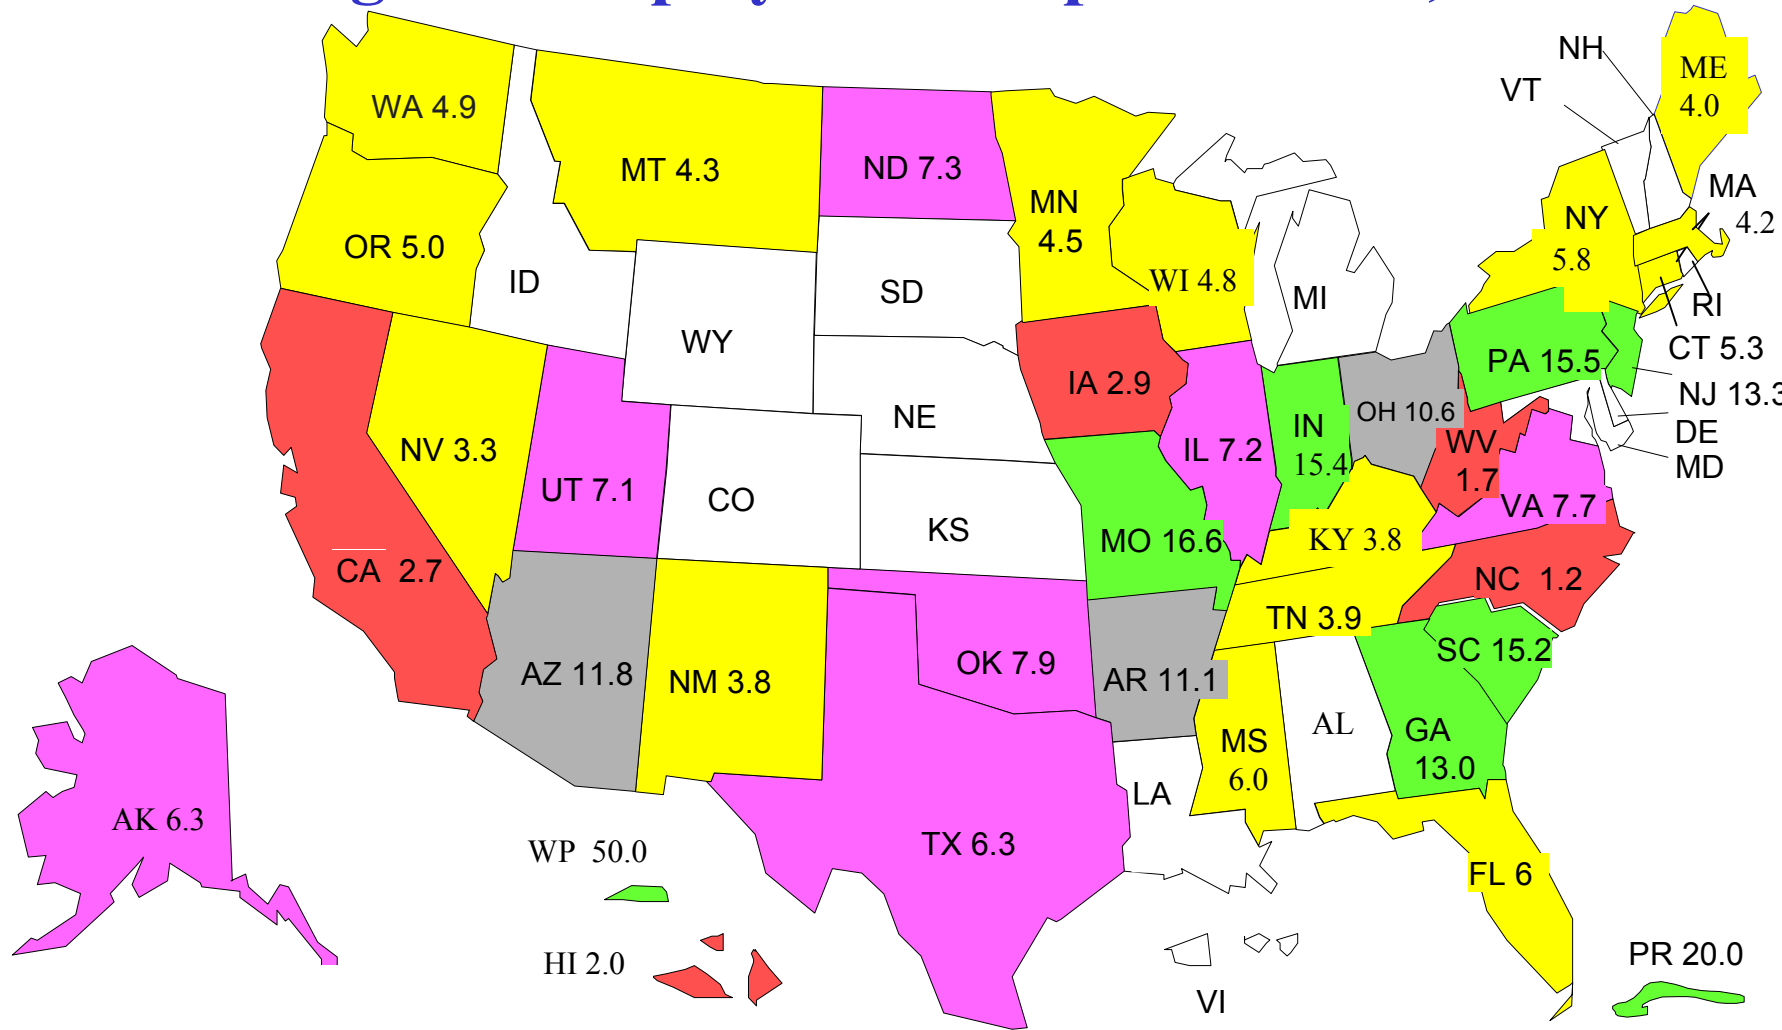 NH
VT
ME
4.0
WA 4.9
MT 4.3
ND 7.3
MN
4.5
MA
4.2
OR 5.0
NY
5.8
ID
SD
WI 4.8
MI
RI
WY
CT 5.3
PA 15.5
IA 2.9
NJ 13.3
NE
OH 10.6
DE
NV 3.3
IL 7.2
IN
15.4
WV
1.7
MD
UT 7.1
CO
KS
VA 7.7
MO 16.6
KY 3.8
CA 2.7
NC 1.2
TN 3.9
AZ 11.8
NM 3.8
OK 7.9
AR 11.1
SC 15.2
AL
GA
13.0
MS
6.0
LA
AK 6.3
TX 6.3
WP 50.0
FL 6
HI 2.0
PR 20.0
VI